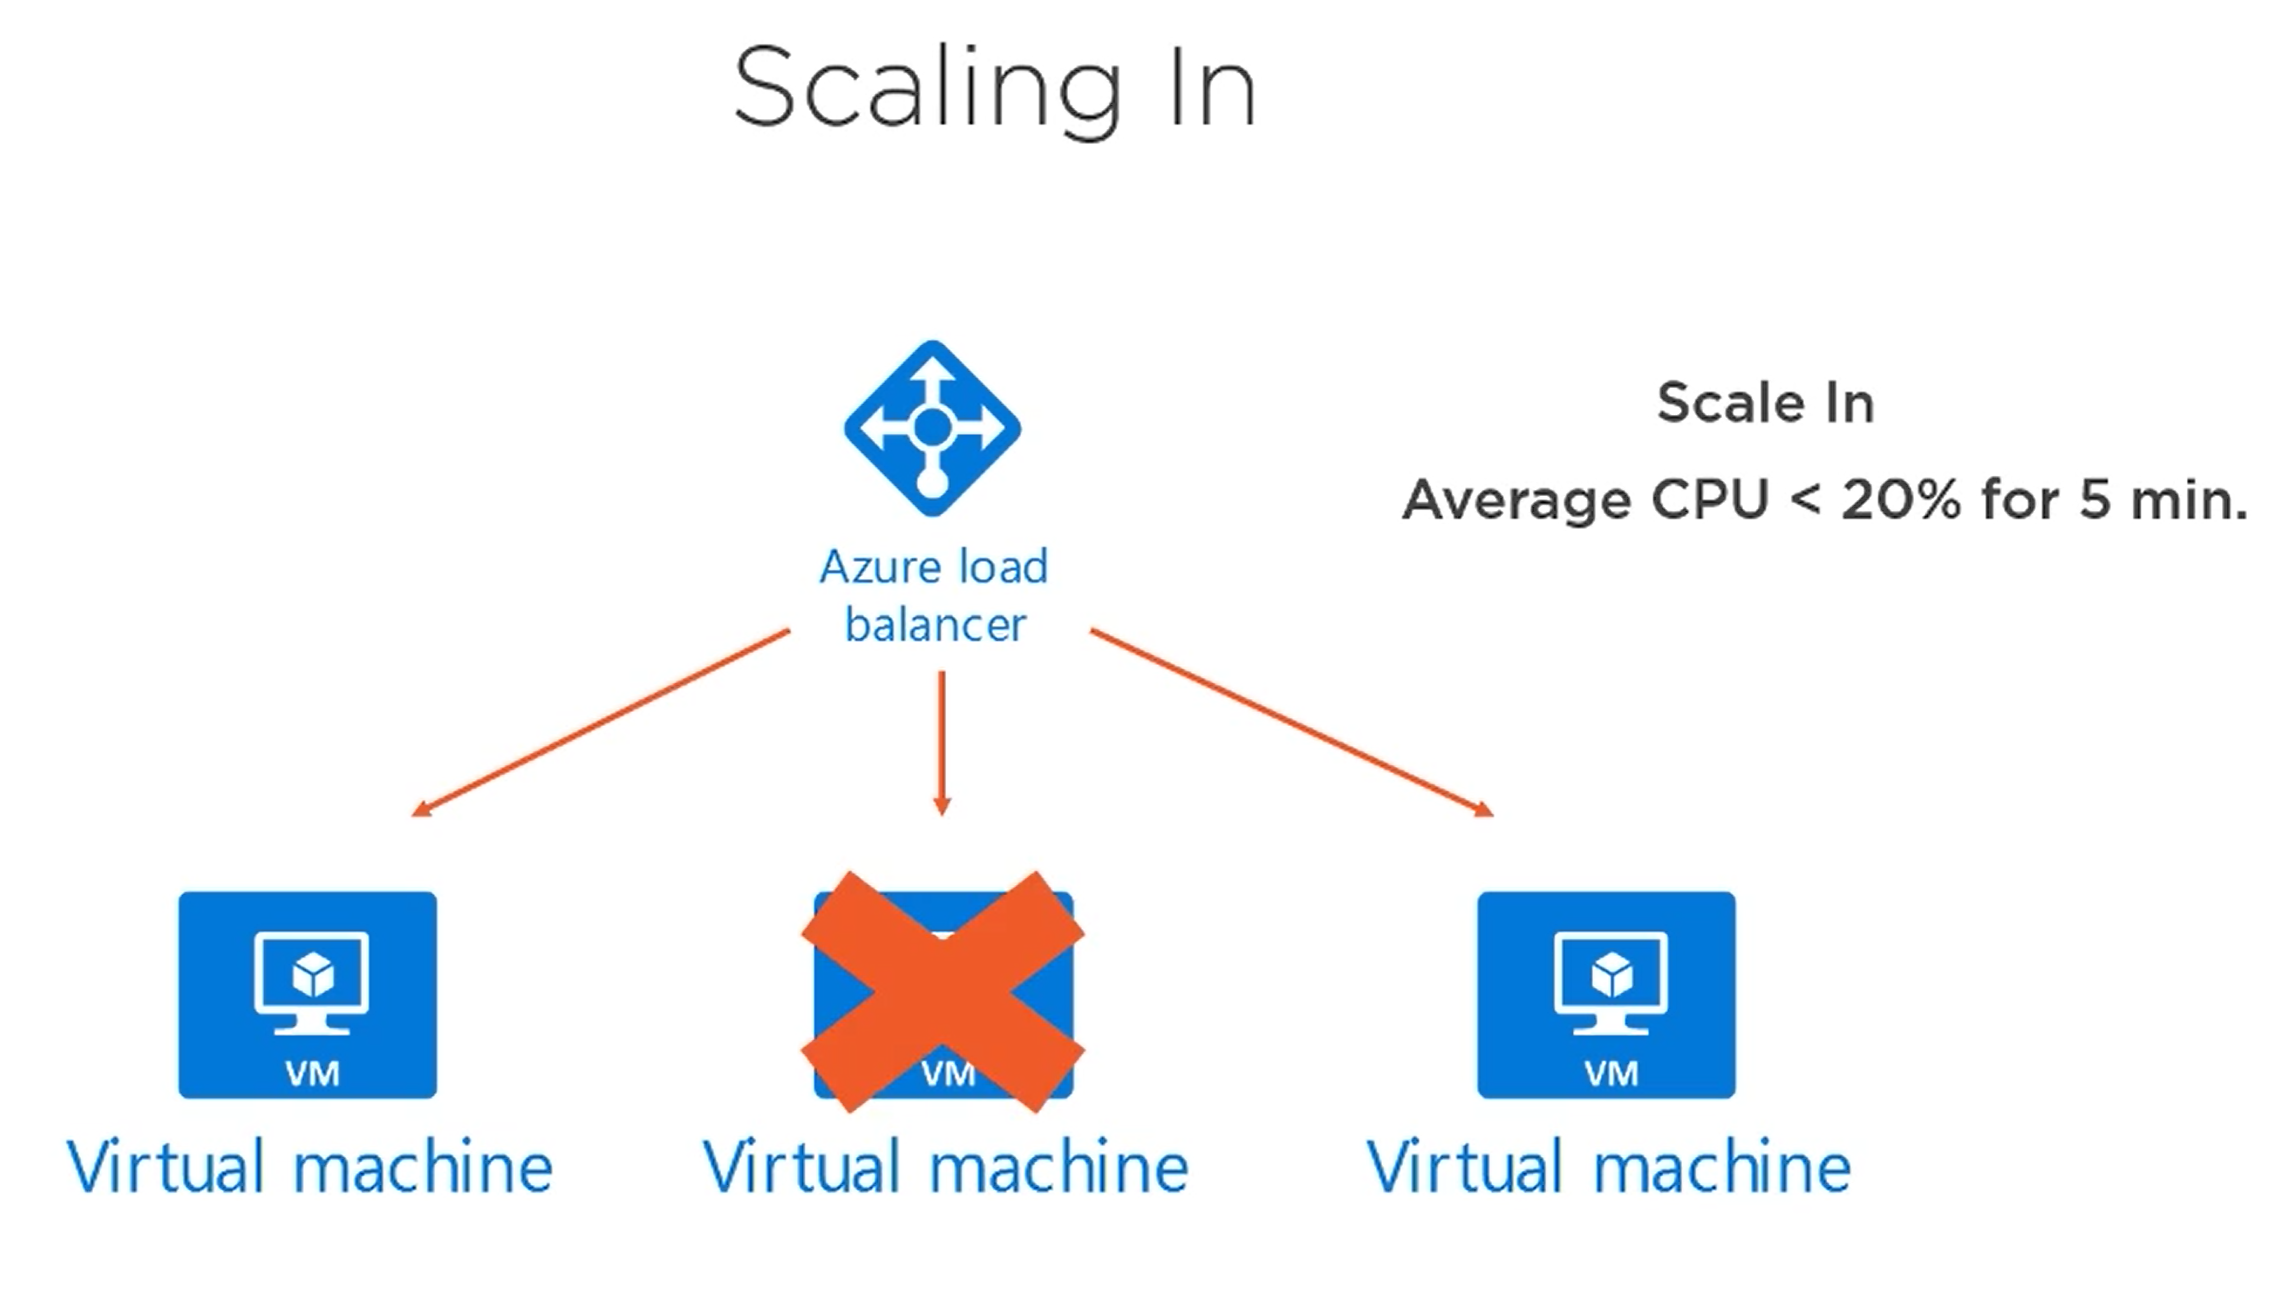 Scaling In
Scale In
Average CPU < 20% for 5 min.
Azure load
balancer
VM
VM
VM
Virtual machine
Virtual machine
Virtual machine